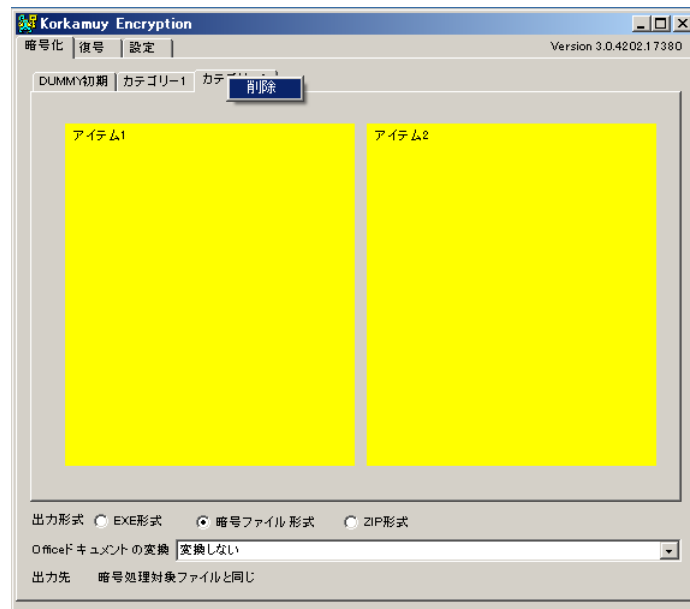 Korkamuy Encryption
暗号化 復号 設定 Version 3.0.4202.17380
DUMMY初期 カテゴリー1
削除
アイテム1 アイテム2
出力形式 EXE形式 暗号ファイル形式 ZIP形式
Officeドキュメントの変換 変換しない
出力先 暗号処理対象ファイルと同じ